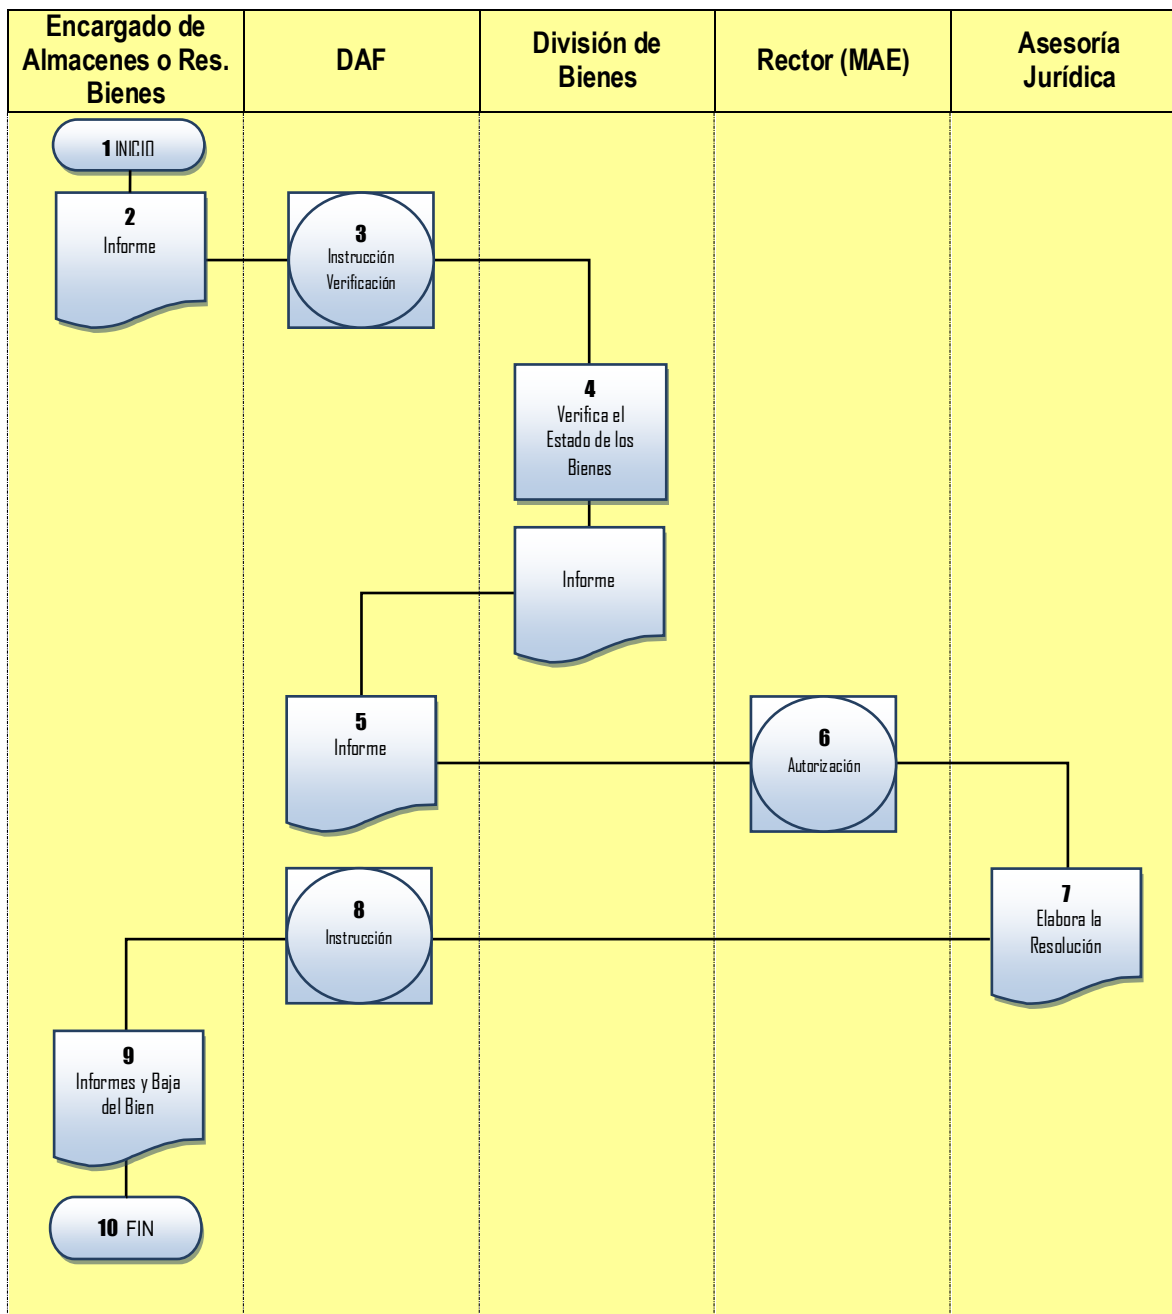 Encargado de
Almacenes o Res.
Bienes
DAF
División de
Bienes
Rector (MAE)
Asesoría
Jurídica
1 INICIO
2
Informe
3
Instrucción
Verificación
4
Verifica el
Estado de los
Bienes
Informe
5
Informe
6
Autorización
7
Elabora la
Resolución
8
Instrucción
9
Informes y Baja
del Bien
10 FIN